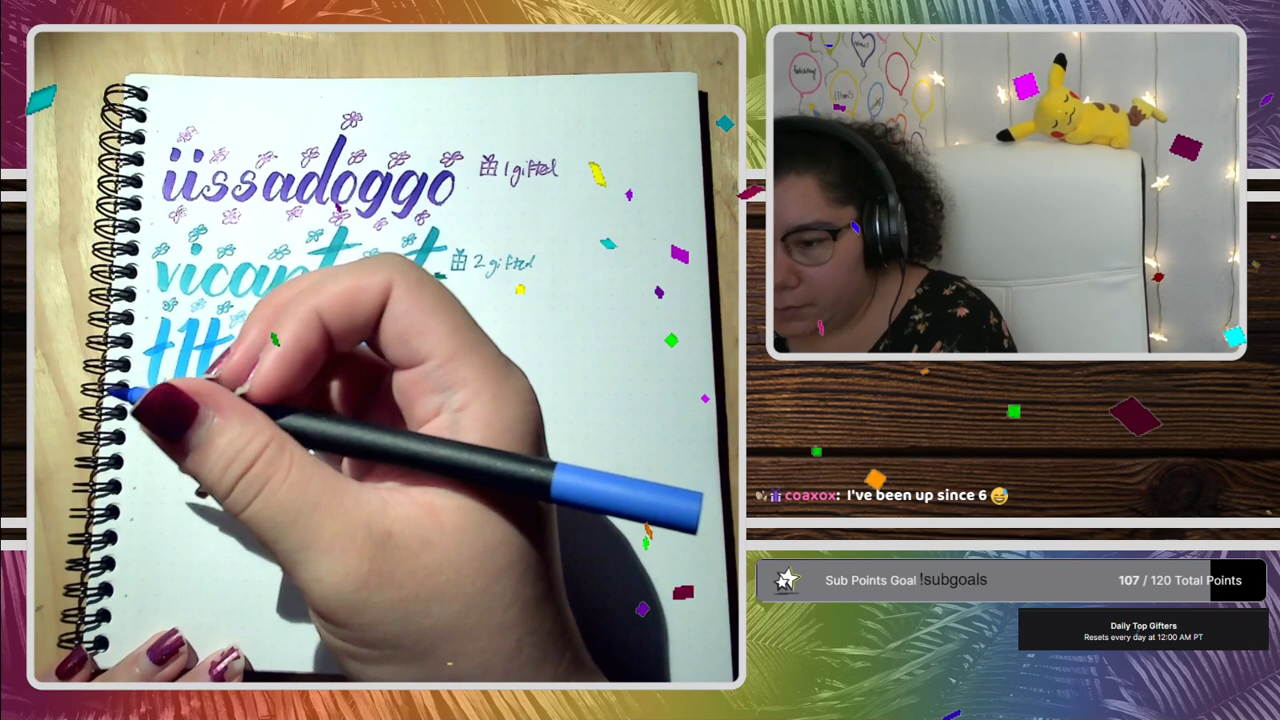 iissadoggo 1 gifted
2 gifted
coaxox: I've been up since 6 😅
Sub Points Goal !subgoals 107 / 120 Total Points
Daily Top Gifters
Resets every day at 12:00 AM PT